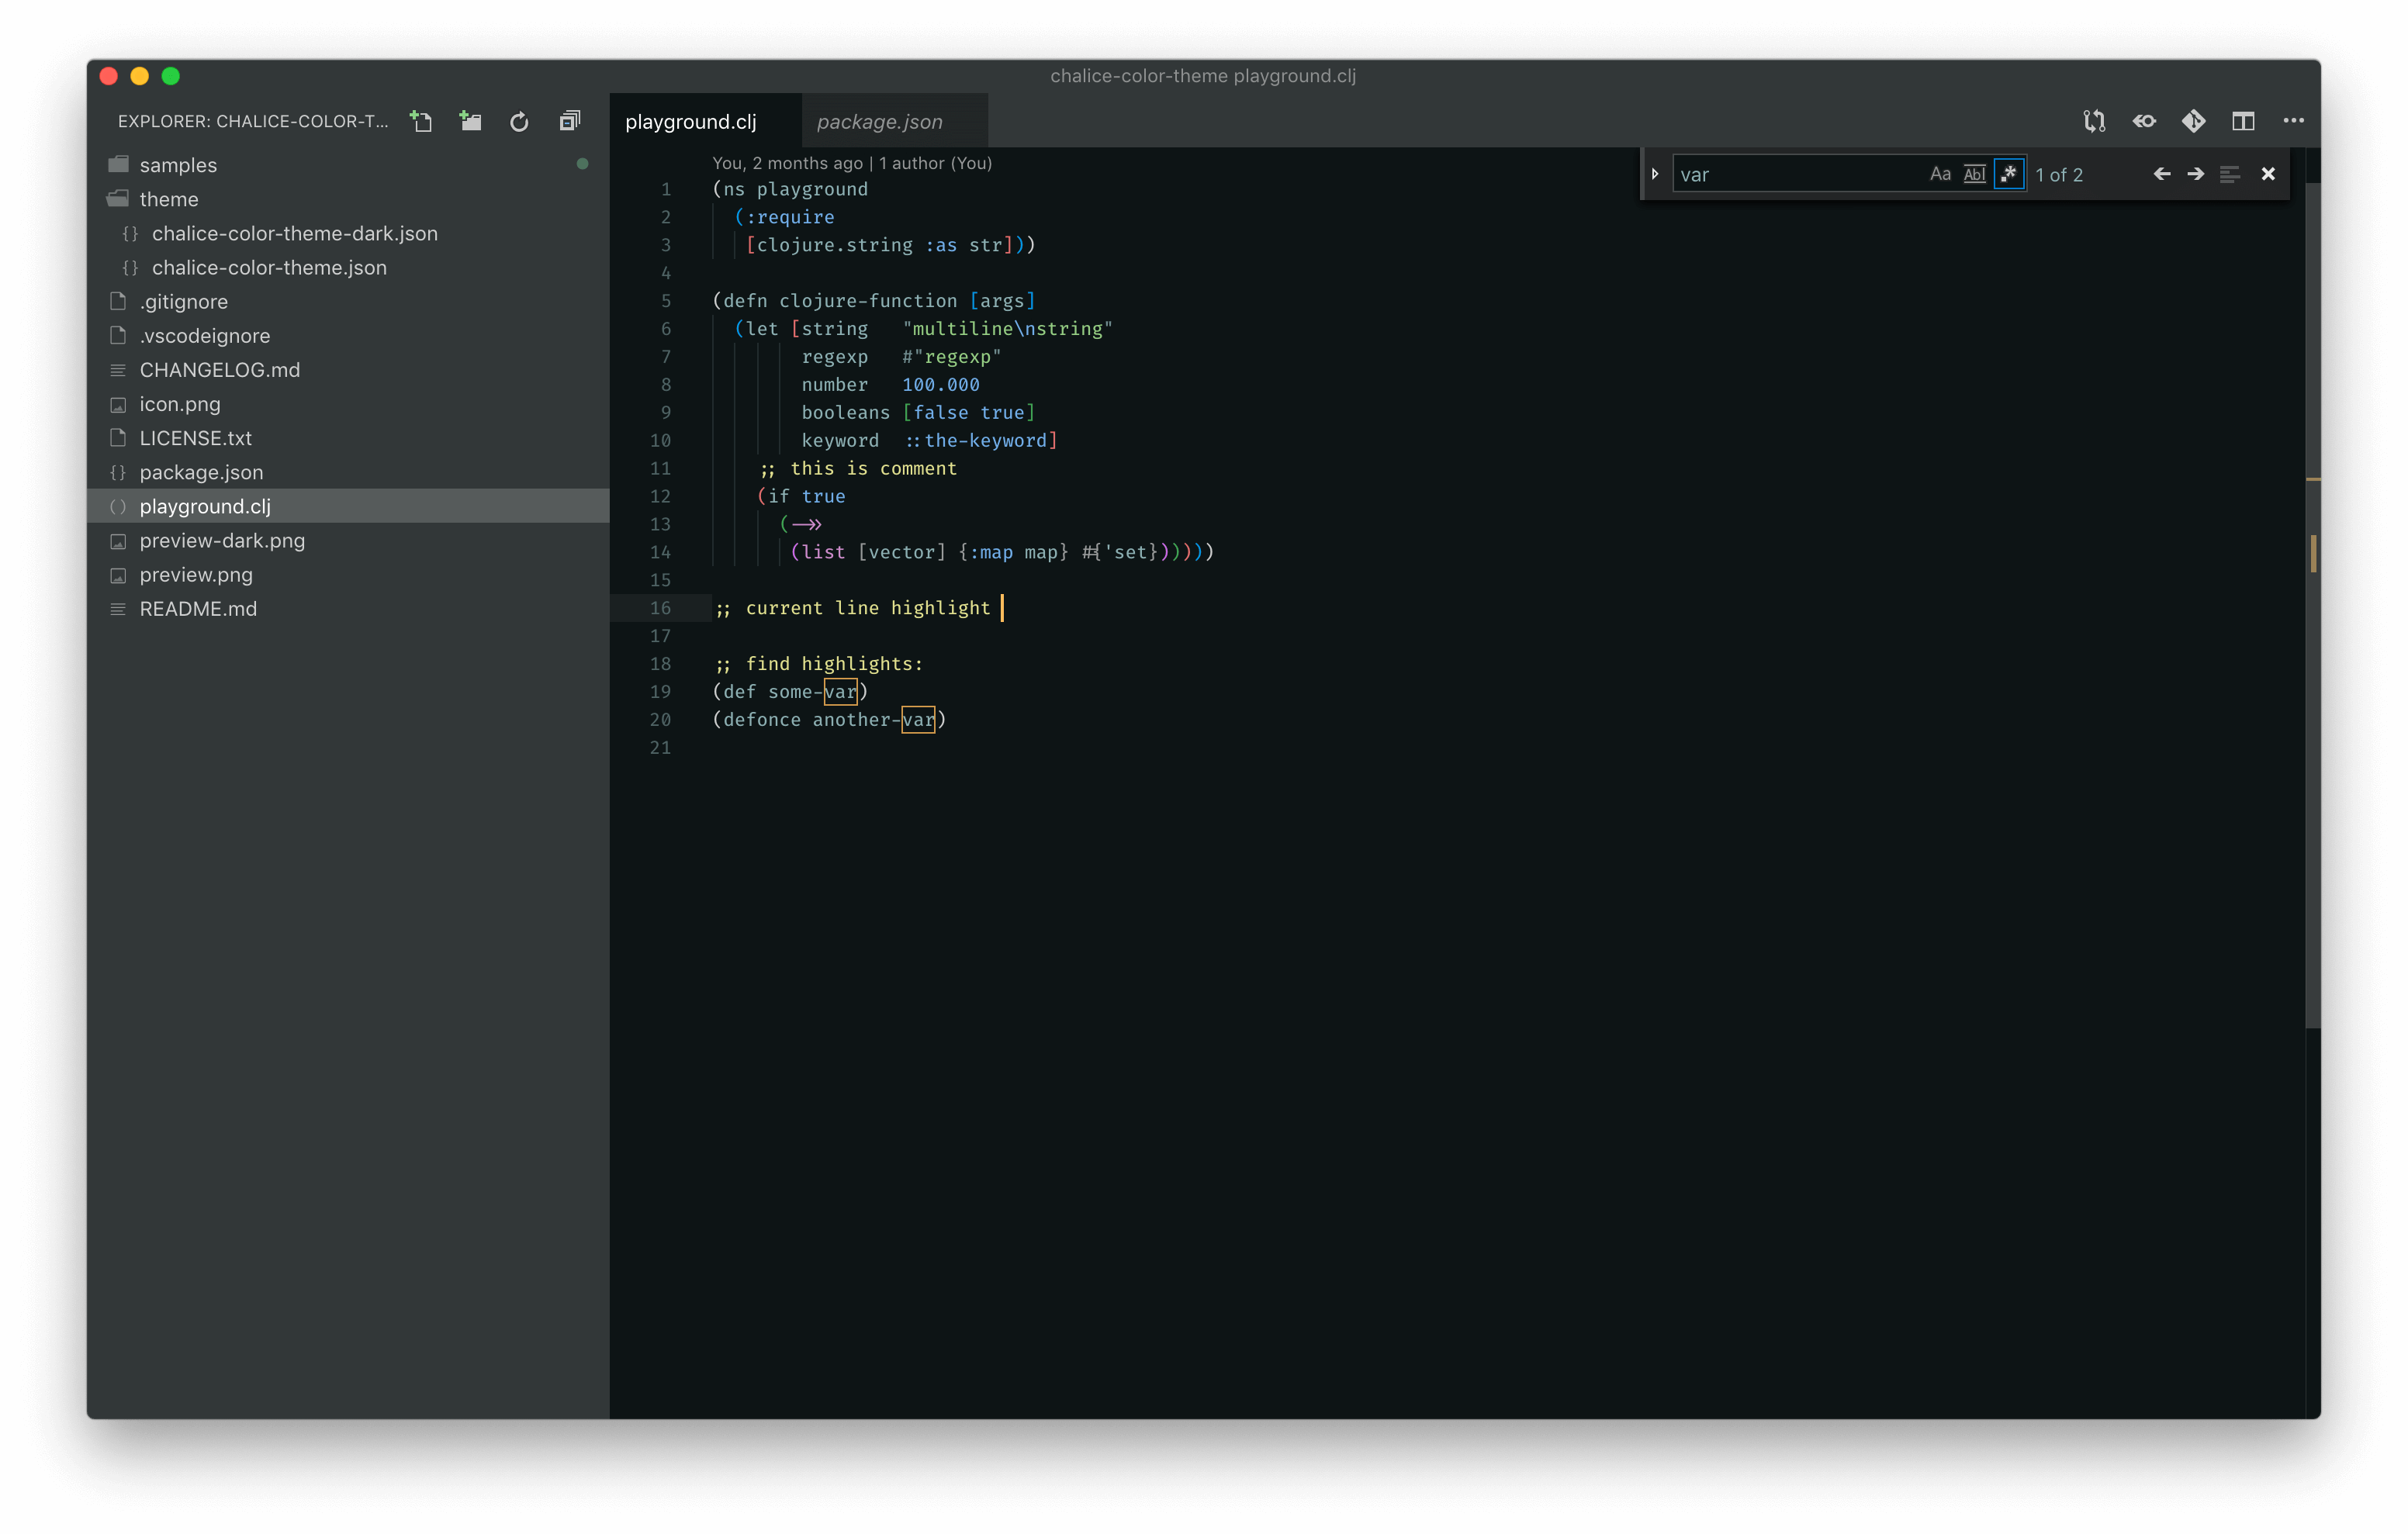 chalice-color-theme playground.clj
EXPLORER: CHALICE-COLOR-T...
samples
theme
{} chalice-color-theme-dark.json
{} chalice-color-theme.json
.gitignore
.vscodeignore
CHANGELOG.md
icon.png
LICENSE.txt
{} package.json
() playground.clj
preview-dark.png
preview.png
README.md
playground.clj package.json
var Aa Abl .* 1 of 2
You, 2 months ago | 1 author (You)
1 (ns playground
2 (:require
3 [clojure.string :as str]))
4
5 (defn clojure-function [args]
6 (let [string "multiline\nstring"
7 regexp #"regexp"
8 number 100.000
9 booleans [false true]
10 keyword ::the-keyword]
11 ;; this is comment
12 (if true
13 (->>
14 (list [vector] {:map map} #{'set})))))
15
16 ;; current line highlight
17
18 ;; find highlights:
19 (def some-var)
20 (defonce another-var)
21